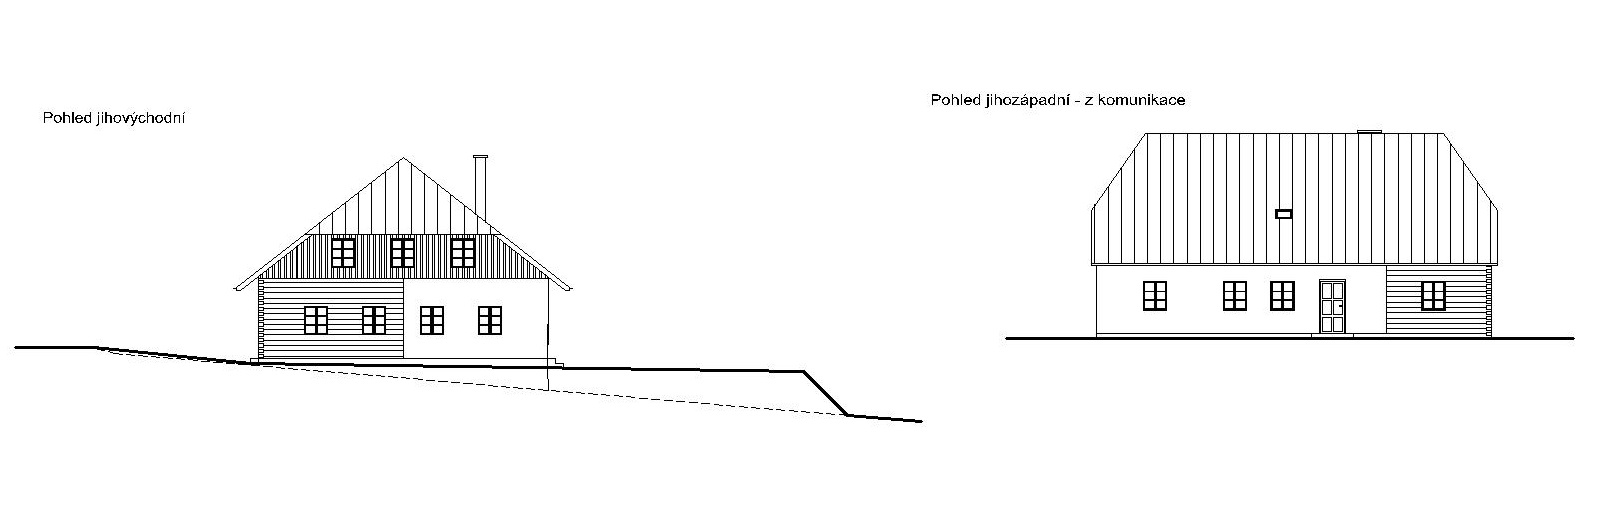 Pohled jihovýchodní
Pohled jihozápadní - z komunikace